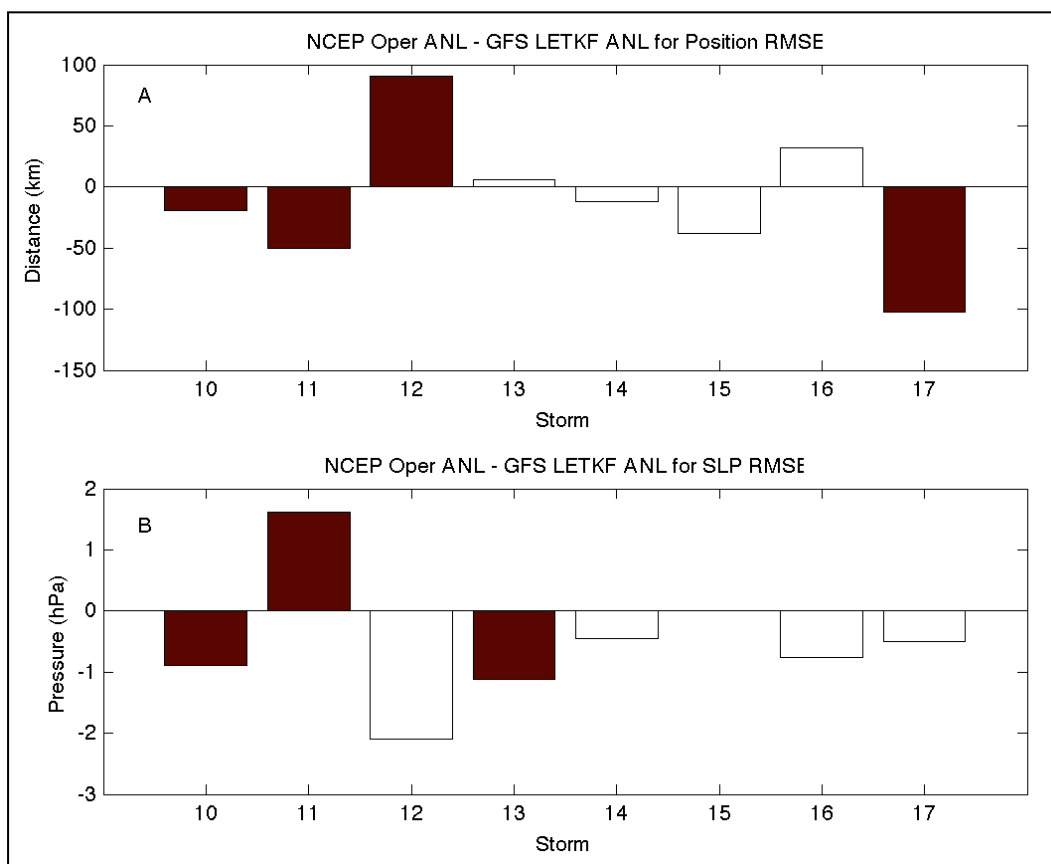 NCEP Oper ANL - GFS LETKF ANL for Position RMSE
A
100
50
0
-50
-100
-150
Distance (km)
10 11 12 13 14 15 16 17
Storm
NCEP Oper ANL - GFS LETKF ANL for SLP RMSE
B
2
1
0
-1
-2
-3
Pressure (hPa)
10 11 12 13 14 15 16 17
Storm